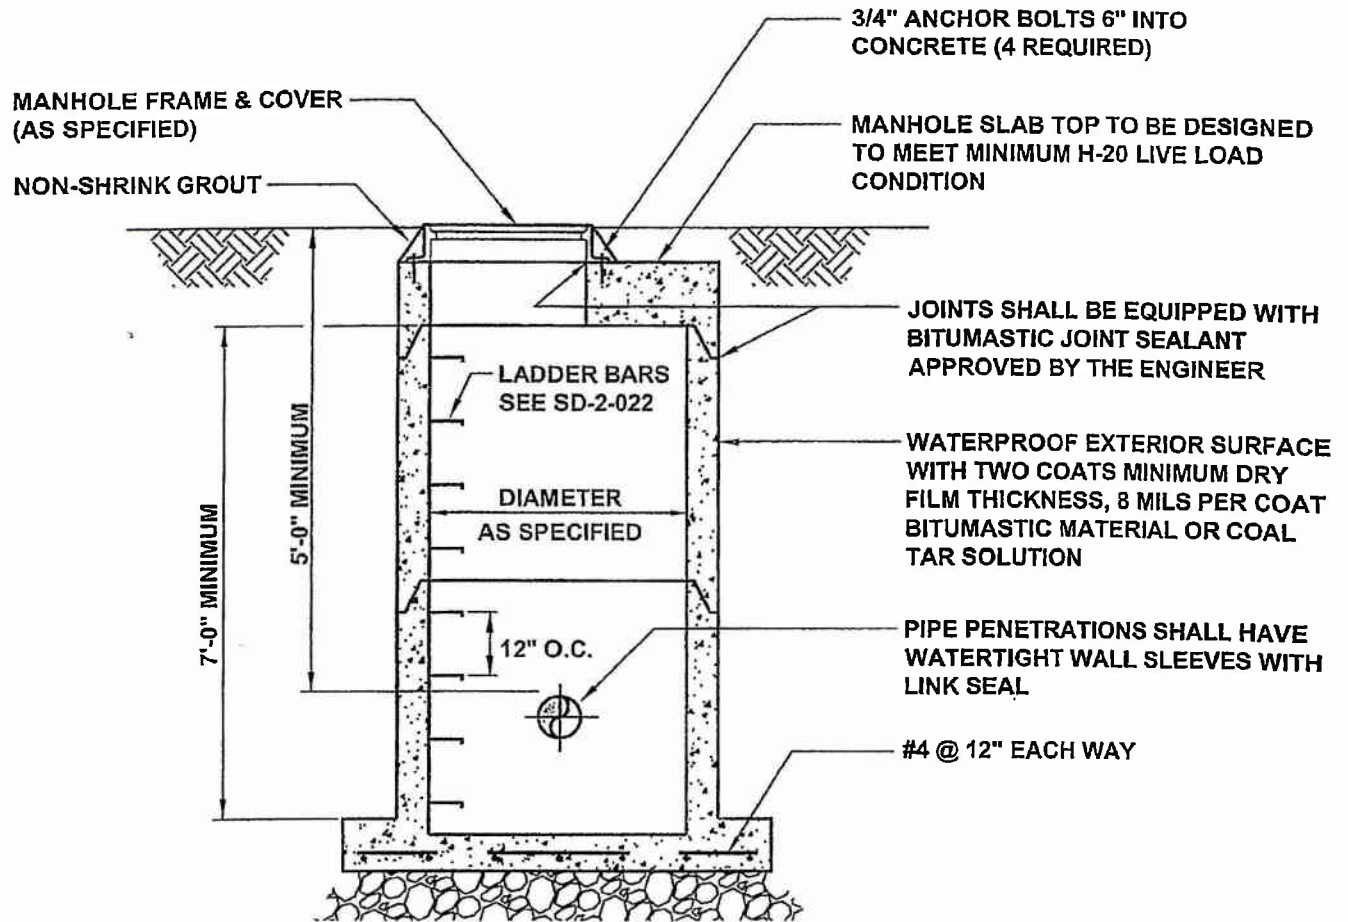 3/4" ANCHOR BOLTS 6" INTO
CONCRETE (4 REQUIRED)
MANHOLE FRAME & COVER
(AS SPECIFIED)
MANHOLE SLAB TOP TO BE DESIGNED
TO MEET MINIMUM H-20 LIVE LOAD
CONDITION
NON-SHRINK GROUT
JOINTS SHALL BE EQUIPPED WITH
BITUMASTIC JOINT SEALANT
APPROVED BY THE ENGINEER
LADDER BARS
SEE SD-2-022
WATERPROOF EXTERIOR SURFACE
WITH TWO COATS MINIMUM DRY
FILM THICKNESS, 8 MILS PER COAT
BITUMASTIC MATERIAL OR COAL
TAR SOLUTION
5'-0" MINIMUM
7'-0" MINIMUM
DIAMETER
AS SPECIFIED
12" O.C.
PIPE PENETRATIONS SHALL HAVE
WATERTIGHT WALL SLEEVES WITH
LINK SEAL
#4 @ 12" EACH WAY